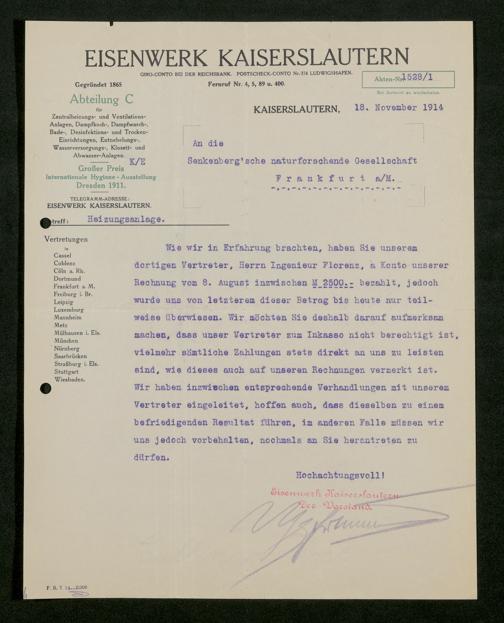 EISENWERK KAISERSLAUTERN
GIRO-CONTO BEI DER REICHSBANK. POSTSCHECK-CONTO Nr. 374 LUDWIGSHAFEN.
Gegründet 1865
Fernruf Nr. 4, 5, 89 u. 400.
Akten-No. 1528/1
Bei Antwort zu wiederholen.
Abteilung C
für
Zentralheizungs- und Ventilations-
Anlagen, Dampfkoch-, Dampfwasch-,
Bade-, Desinfektions- und Trocken-
Einrichtungen, Entnebelungs-,
Wasserversorgungs-, Klosett- und
Abwasser-Anlagen.
K/E
Großer Preis
Internationale Hygiene-Ausstellung
Dresden 1911.
TELEGRAMM-ADRESSE:
EISENWERK KAISERSLAUTERN.
KAISERSLAUTERN, 18. November 1914
An die
Senkenberg'sche naturforschende Gesellschaft
Frankfurt a/M.
treff: Heizungsanlage.
Vertretungen
in
Cassel
Coblenz
Cöln a. Rh.
Dortmund
Frankfurt a M.
Freiburg i. Br.
Leipzig
Luxemburg
Mannheim
Metz
Mülhausen i. Els.
München
Nürnberg
Saarbrücken
Straßburg i. Els.
Stuttgart
Wiesbaden.
Wie wir in Erfahrung brachten, haben Sie unserem
dortigen Vertreter, Herrn Ingenieur Florenz, a Konto unserer
Rechnung vom 8. August inzwischen M 2500.-- bezahlt, jedoch
wurde uns von letzterem dieser Betrag bis heute nur teil-
weise überwiesen. Wir möchten Sie deshalb darauf aufmerksam
machen, dass unser Vertreter zum Inkasso nicht berechtigt ist,
vielmehr sämtliche Zahlungen stets direkt an uns zu leisten
sind, wie dieses auch auf unseren Rechnungen vermerkt ist.
Wir haben inzwischen entsprechende Verhandlungen mit unserem
Vertreter eingeleitet, hoffen auch, dass dieselben zu einem
befriedigenden Resultat führen, im anderen Falle müssen wir
uns jedoch vorbehalten, nochmals an Sie herantreten zu
dürfen.
Hochachtungsvoll!
Eisenwerk Kaiserslautern
Der Vorstand